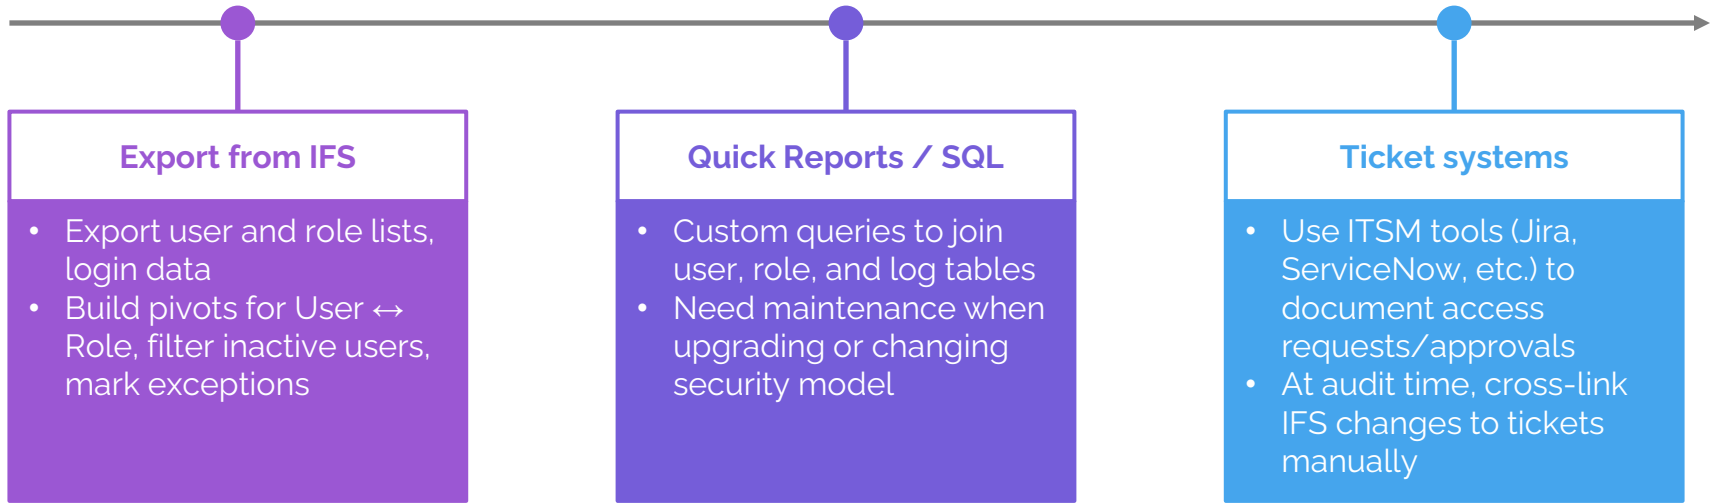 Export from IFS
• Export user and role lists,
login data
• Build pivots for User ↔
Role, filter inactive users,
mark exceptions
Quick Reports / SQL
• Custom queries to join
user, role, and log tables
• Need maintenance when
upgrading or changing
security model
Ticket systems
• Use ITSM tools (Jira,
ServiceNow, etc.) to
document access
requests/approvals
• At audit time, cross-link
IFS changes to tickets
manually